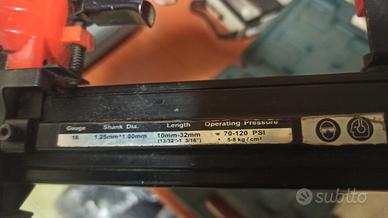 Gauge Shank Dia. Length Operating Pressure
18 1.25mm*1.00mm 10mm-32mm 70-120 PSI
(13/32"-1 3/16") 5-8 kg / cm²
subito